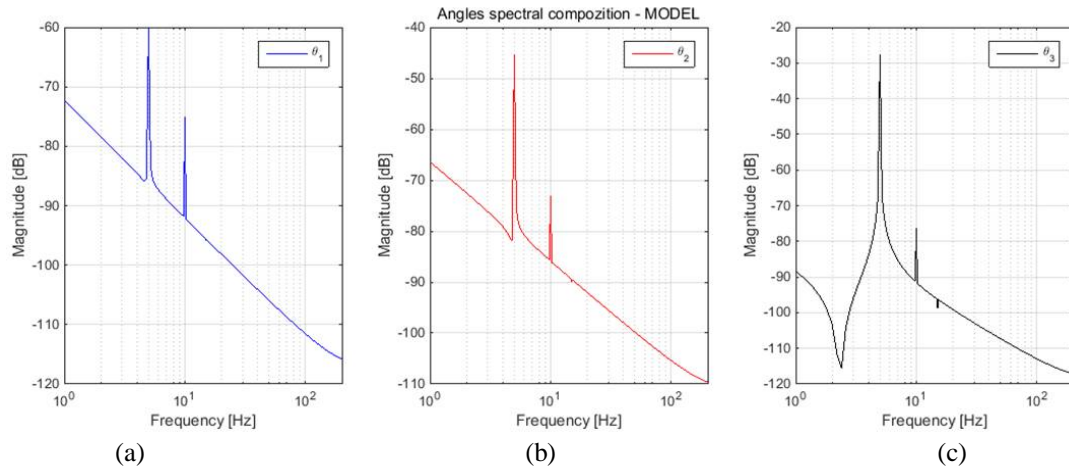 Angles spectral compozition - MODEL
-60
-70
-80
-90
-100
-110
-120
Magnitude [dB]
θ1
10^0
10^1
10^2
Frequency [Hz]
(a)
-40
-50
-60
-70
-80
-90
-100
-110
Magnitude [dB]
θ2
10^0
10^1
10^2
Frequency [Hz]
(b)
-20
-30
-40
-50
-60
-70
-80
-90
-100
-110
-120
Magnitude [dB]
θ3
10^0
10^1
10^2
Frequency [Hz]
(c)